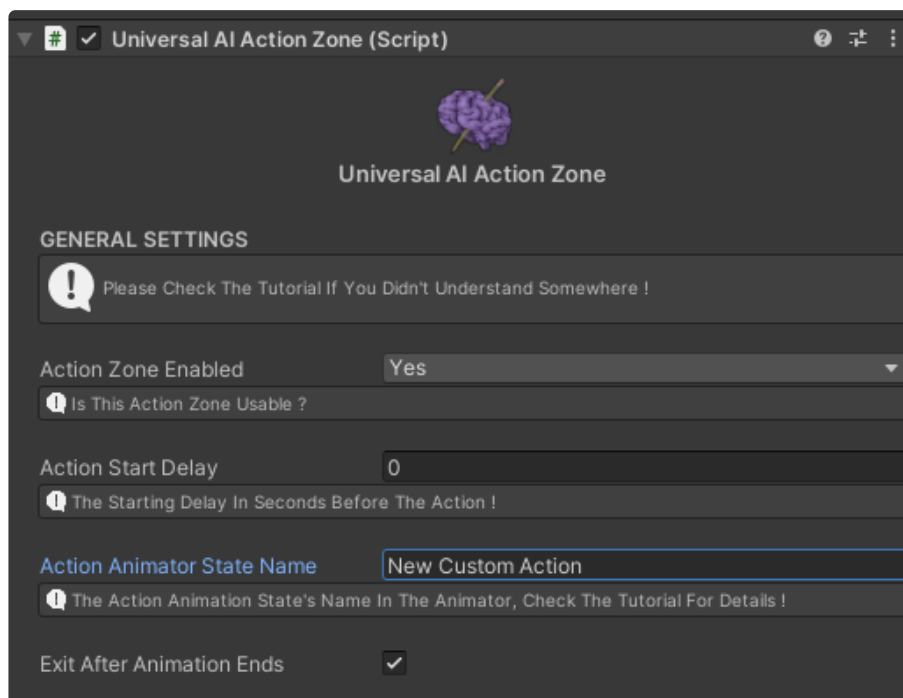 Universal AI Action Zone (Script)
Universal AI Action Zone
GENERAL SETTINGS
Please Check The Tutorial If You Didn't Understand Somewhere !
Action Zone Enabled Yes
Is This Action Zone Usable ?
Action Start Delay 0
The Starting Delay In Seconds Before The Action !
Action Animator State Name New Custom Action
The Action Animation State's Name In The Animator, Check The Tutorial For Details !
Exit After Animation Ends